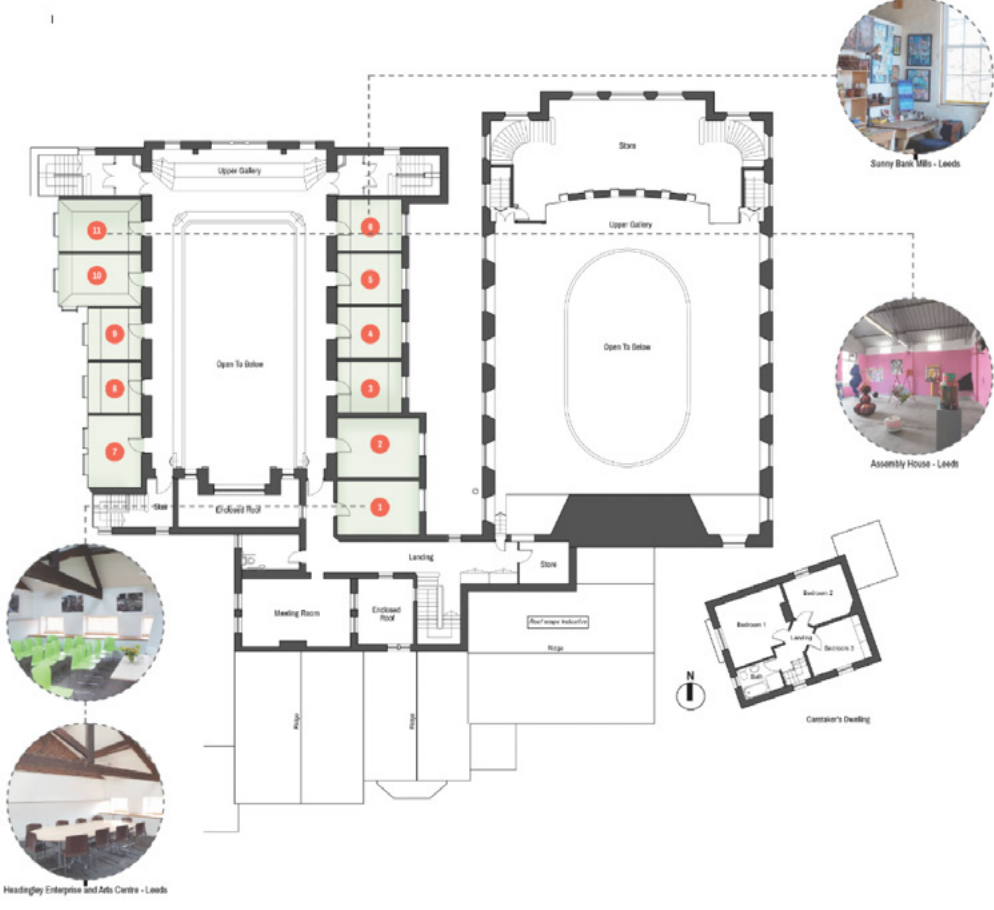 Sunny Bank Mills - Leeds
Store
Upper Gallery
Upper Gallery
11
6
10
5
9
4
Open To Below
Open To Below
8
3
7
2
1
Assembly House - Leeds
Stair
Enclosed Roof
Landing
Store
Meeting Room
Enclosed
Roof
Roof scape indicative
Ridge
Ridge
Ridge
N
Bedroom 2
Bedroom 1
Landing
Bedroom 3
Bath
Caretaker's Dwelling
Headingley Enterprise and Arts Centre - Leeds